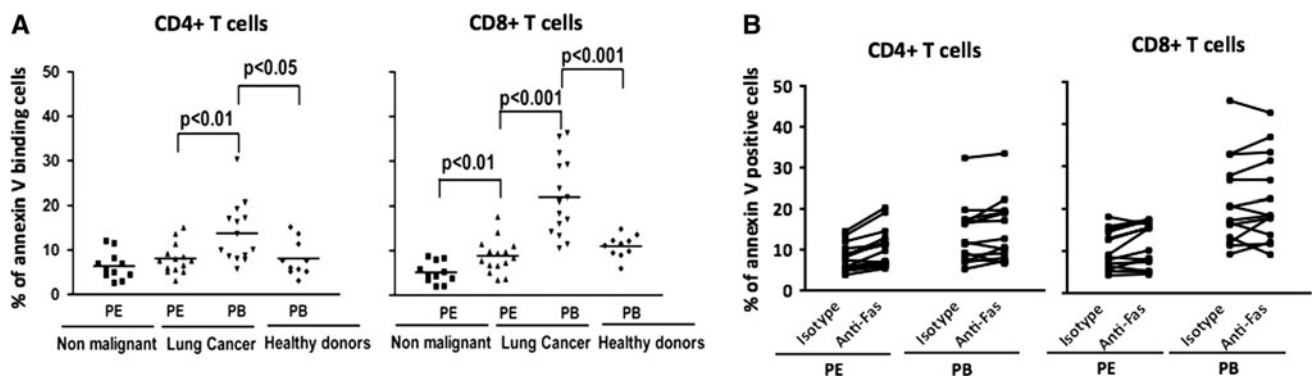 A
CD4+ T cells
CD8+ T cells
% of annexin V binding cells
50
40
30
20
10
0
p<0.05
p<0.01
p<0.001
p<0.001
p<0.01
PE PE PB PB
Non malignant Lung Cancer Healthy donors
PE PE PB PB
Non malignant Lung Cancer Healthy donors
B
CD4+ T cells
CD8+ T cells
% of annexin V positive cells
50
40
30
20
10
0
Isotype Anti-Fas Isotype Anti-Fas
PE PB
Isotype Anti-Fas Isotype Anti-Fas
PE PB